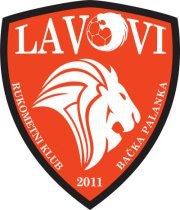 LAVOVI
RUKOMETNI KLUB
BAČKA PALANKA
2011